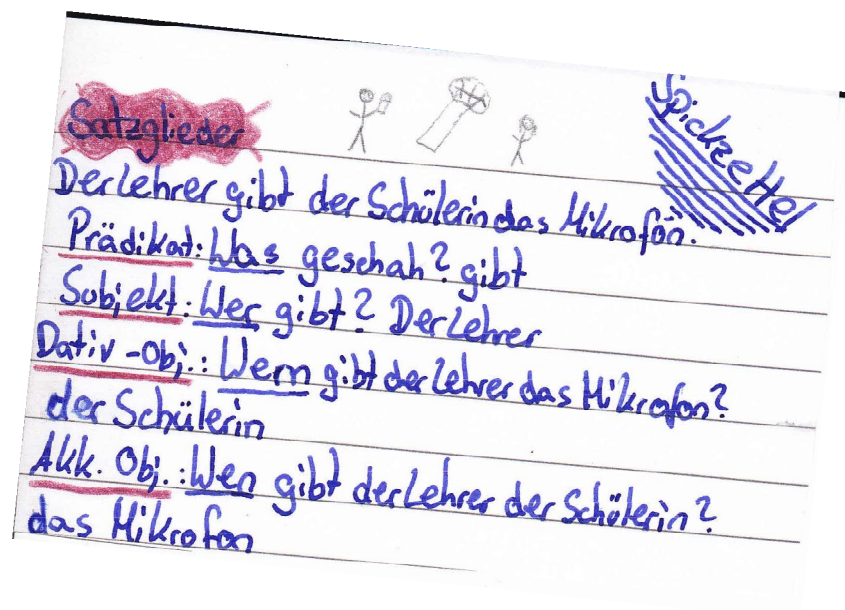 Satzglieder
Spickzettel
Der Lehrer gibt der Schülerin das Mikrofon.
Prädikat: Was geschah? gibt
Subjekt: Wer gibt? Der Lehrer
Dativ-Obj.: Wem gibt der Lehrer das Mikrofon?
der Schülerin
Akk. Obj.: Wen gibt der Lehrer der Schülerin?
das Mikrofon